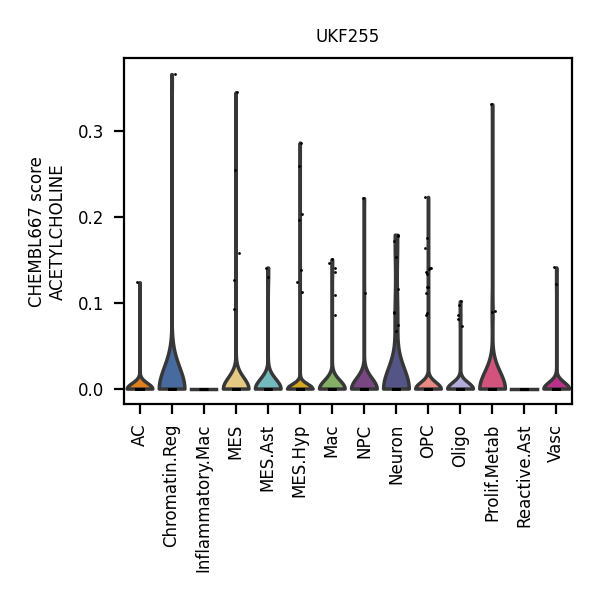 UKF255
CHEMBL667 score
ACETYLCHOLINE
0.3
0.2
0.1
0.0
AC
Chromatin.Reg
Inflammatory.Mac
MES
MES.Ast
MES.Hyp
Mac
NPC
Neuron
OPC
Oligo
Prolif.Metab
Reactive.Ast
Vasc